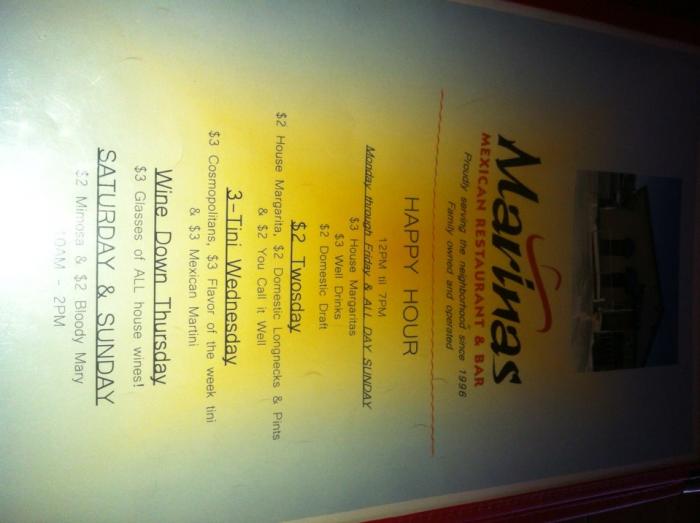 Marinas
MEXICAN RESTAURANT & BAR
Proudly serving the neighborhood since 1996
Family owned and operated
HAPPY HOUR
12PM til 7PM
Monday through Friday & ALL DAY SUNDAY
$3 House Margaritas
$3 Well Drinks
$2 Domestic Draft
$2 Twosday
$2 House Margarita, $2 Domestic Longnecks & Pints
& $2 You Call it Well
3-Tini Wednesday
$3 Cosmopolitans, $3 Flavor of the week tini
& $3 Mexican Martini
Wine Down Thursday
$3 Glasses of ALL house wines!
SATURDAY & SUNDAY
$2 Mimosa & $2 Bloody Mary
10AM - 2PM